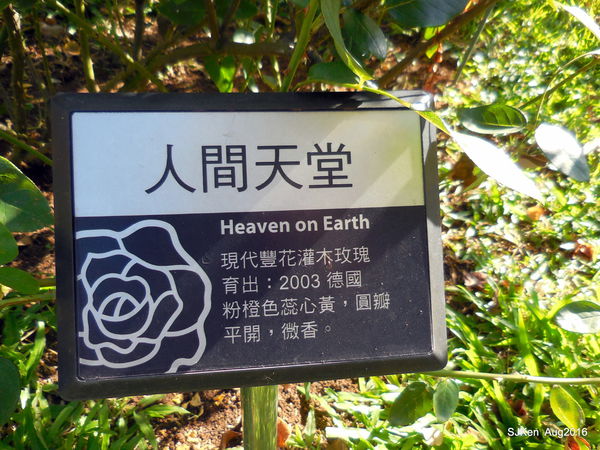 人間天堂
Heaven on Earth
現代豐花灌木玫瑰
育出：2003 德國
粉橙色蕊心黃，圓瓣
平開，微香。
SJKen Aug2016